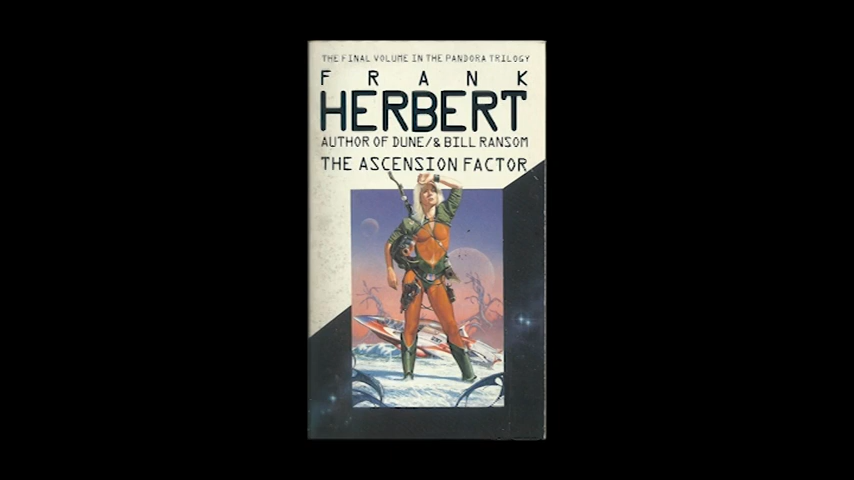 THE FINAL VOLUME IN THE PANDORA TRILOGY
FRANK
HERBERT
AUTHOR OF DUNE/& BILL RANSOM
THE ASCENSION FACTOR